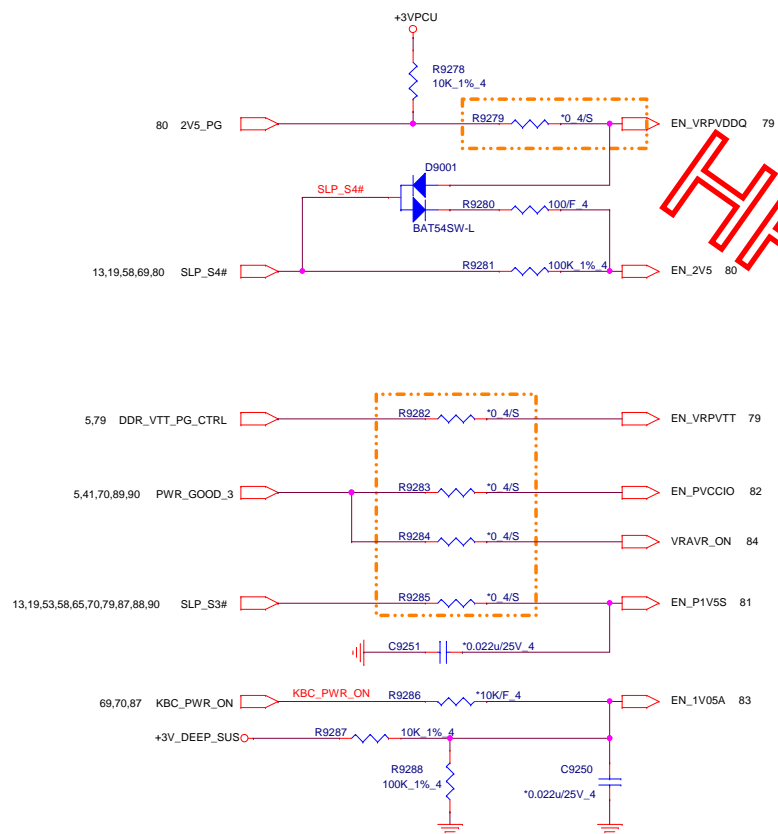 +3VPCU
R9278
10K_1%_4
80 2V5_PG
R9279 *0_4/S
EN_VRPVDDQ 79
D9001
SLP_S4#
R9280 100/F_4
BAT54SW-L
13,19,58,69,80 SLP_S4#
R9281 100K_1%_4
EN_2V5 80
5,79 DDR_VTT_PG_CTRL
R9282 *0_4/S
EN_VRPVTT 79
5,41,70,89,90 PWR_GOOD_3
R9283 *0_4/S
EN_PVCCIO 82
R9284 *0_4/S
VRAVR_ON 84
13,19,53,58,65,70,79,87,88,90 SLP_S3#
R9285 *0_4/S
EN_P1V5S 81
C9251 *0.022u/25V_4
69,70,87 KBC_PWR_ON
KBC_PWR_ON
R9286 *10K/F_4
EN_1V05A 83
+3V_DEEP_SUS
R9287 10K_1%_4
R9288
100K_1%_4
C9250
*0.022u/25V_4